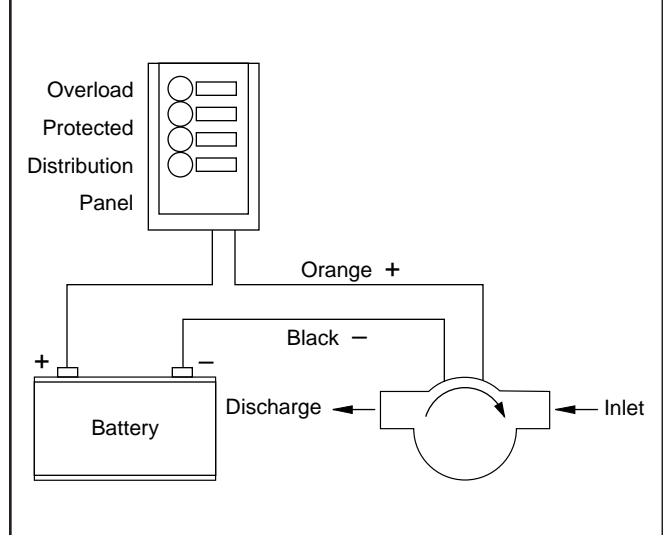 Overload
Protected
Distribution
Panel
Orange +
Black –
+ –
Battery
Discharge
Inlet